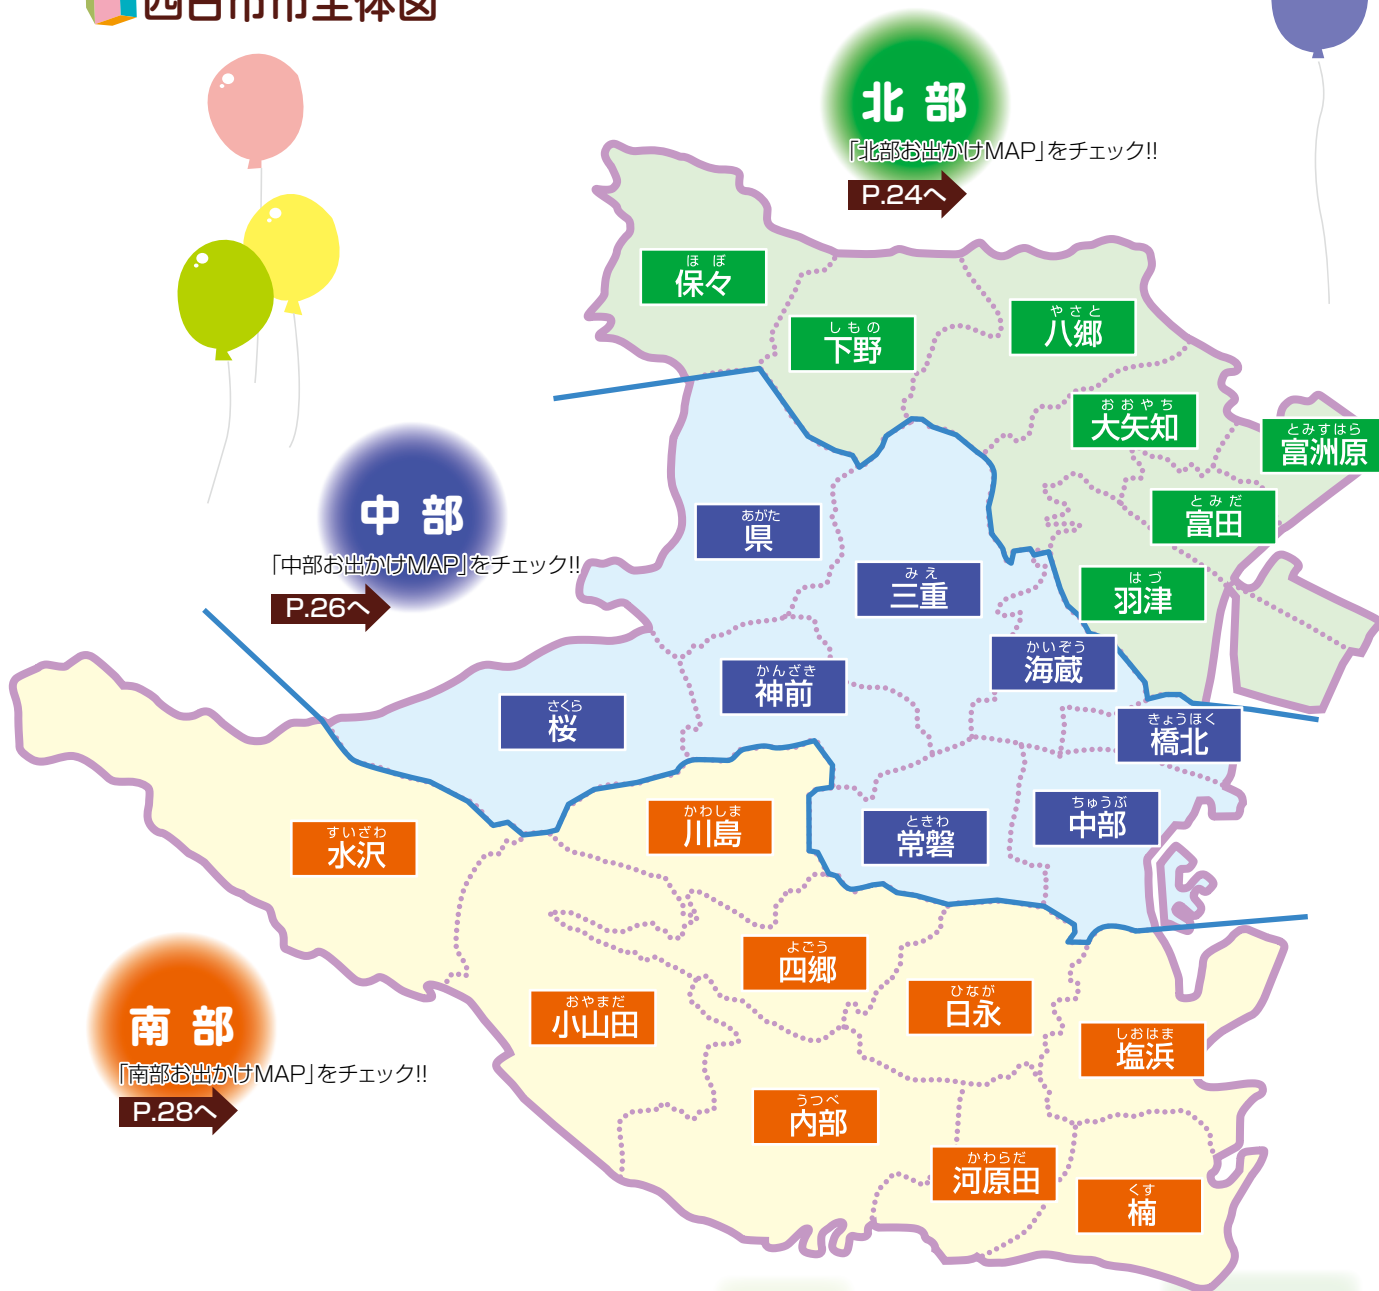 四日市市全体図
北部
「北部お出かけMAP」をチェック!!
P.24へ
ほぼ
保々
しもの
下野
やさと
八郷
おおやち
大矢知
とみすはら
富洲原
とみだ
富田
はづ
羽津
中部
「中部お出かけMAP」をチェック!!
P.26へ
あがた
県
みえ
三重
かいぞう
海蔵
かんざき
神前
さくら
桜
きょうほく
橋北
ちゅうぶ
中部
ときわ
常磐
南部
「南部お出かけMAP」をチェック!!
P.28へ
すいざわ
水沢
かわしま
川島
よごう
四郷
おやまだ
小山田
ひなが
日永
しおはま
塩浜
うつべ
内部
かわらだ
河原田
くす
楠